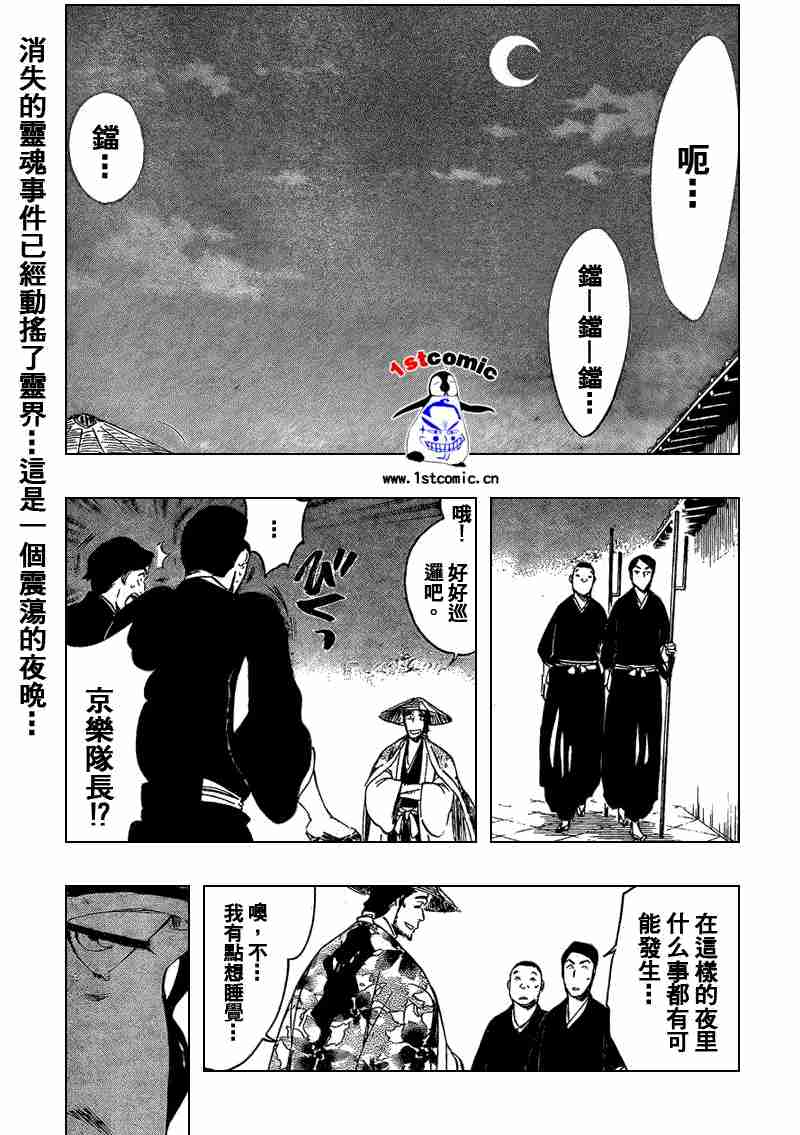 消失的靈魂事件已經動搖了靈界…這是一個震蕩的夜晚…
呃…
鐺—鐺—鐺…
鐺…
1stcomic
www.1stcomic.cn
哦！好好巡
邏吧。
…
びくっ
京樂隊長!?
在這樣的夜里
什么事都有可
能發生…
噢，不…
我有點想睡覺…